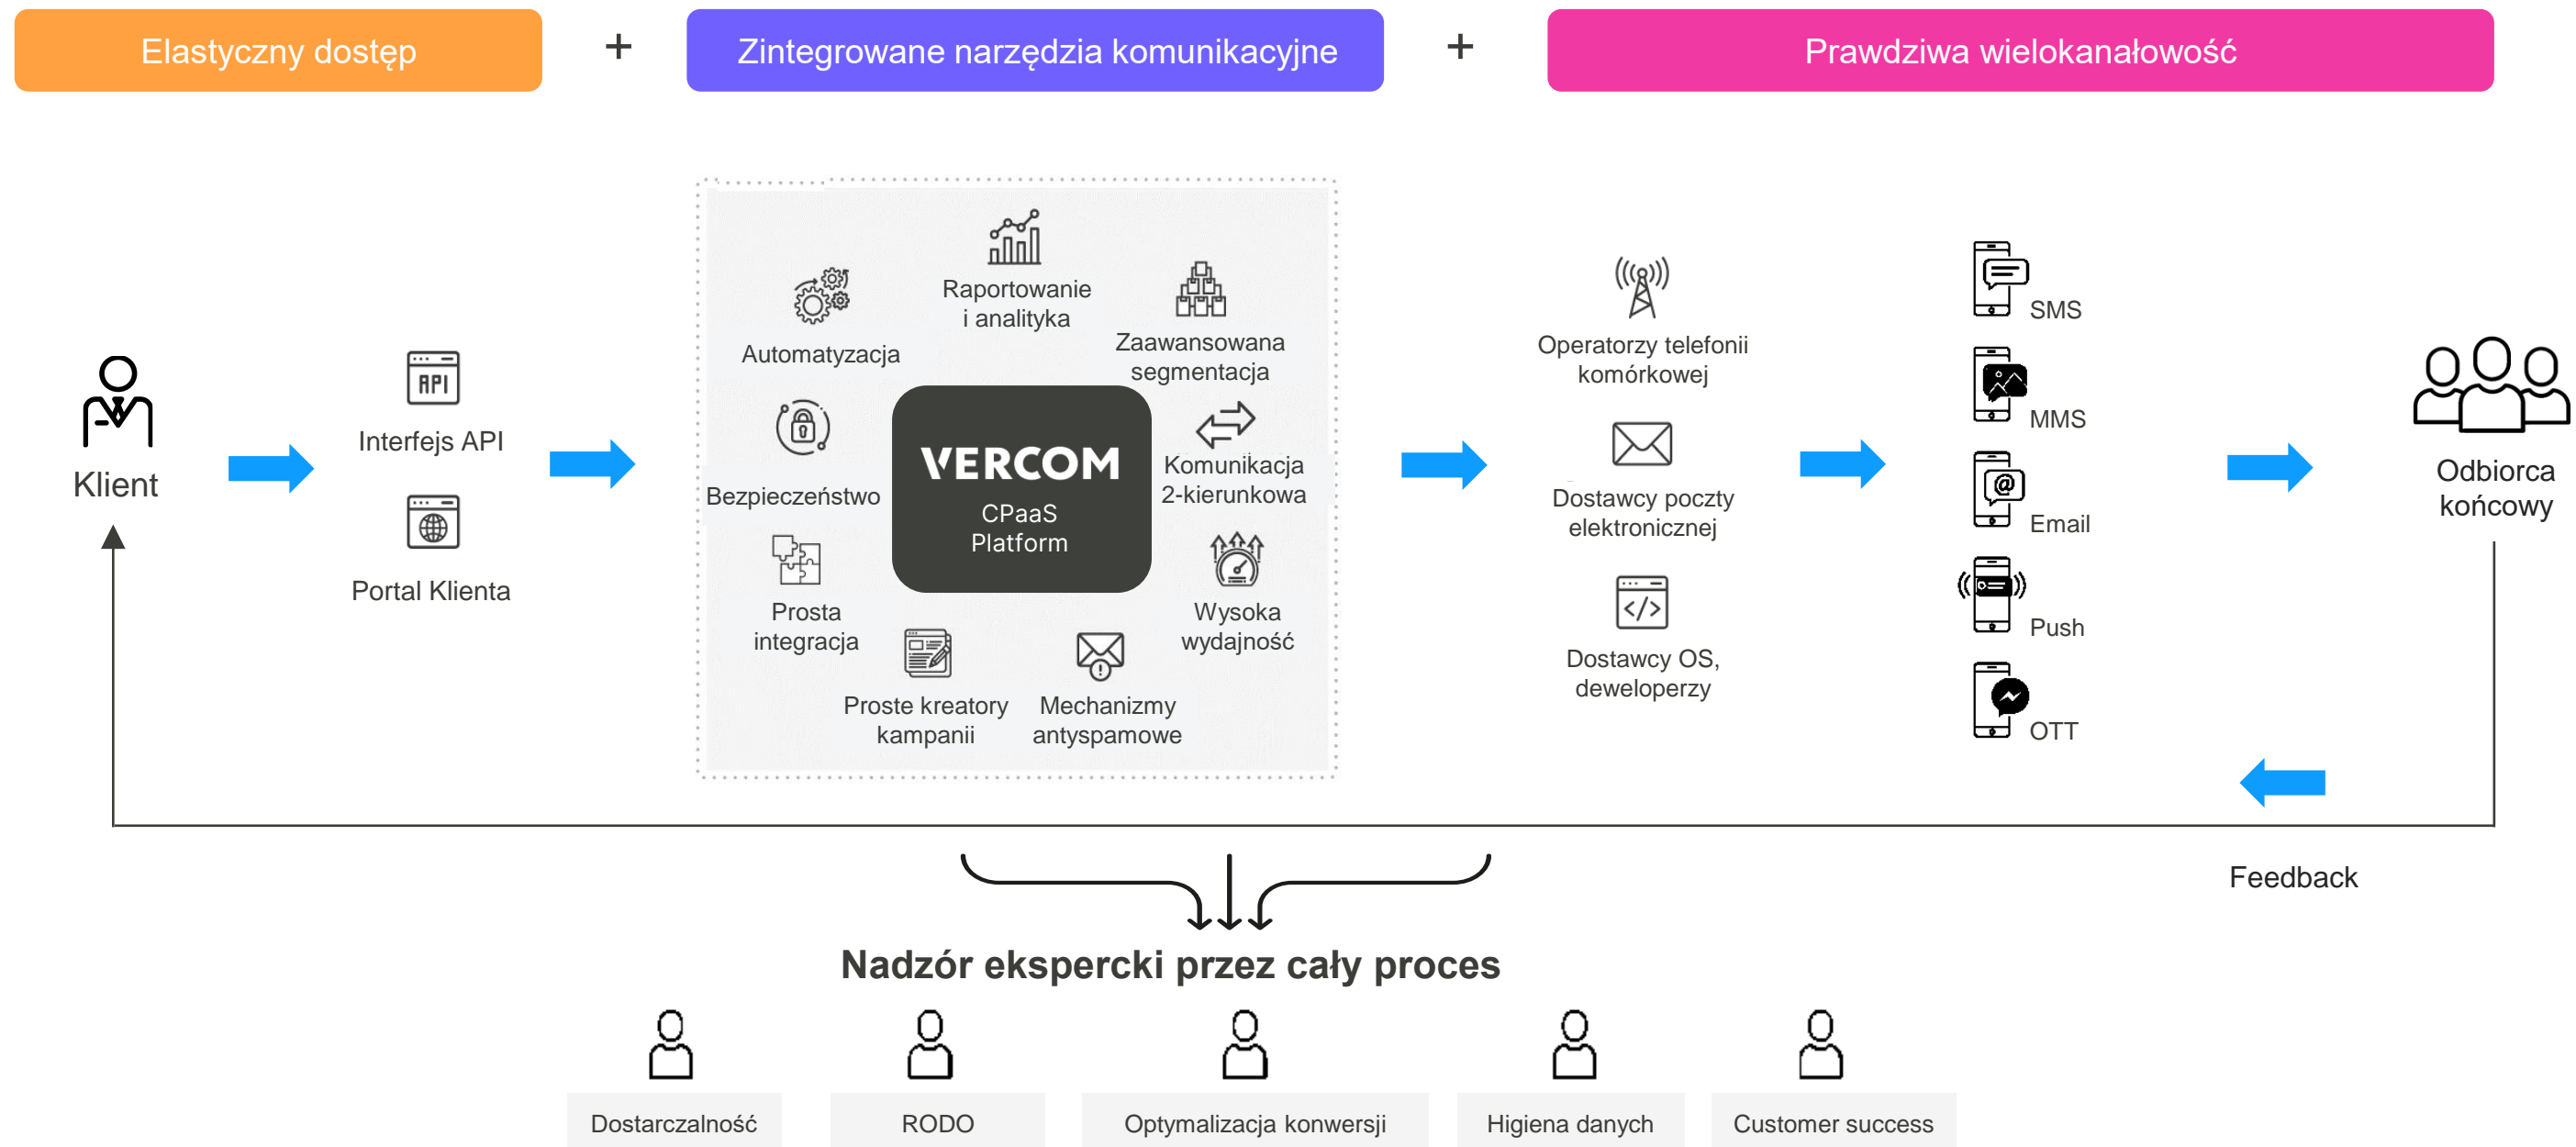 Elastyczny dostęp
+
Zintegrowane narzędzia komunikacyjne
+
Prawdziwa wielokanałowość
Klient
API
Interfejs API
Portal Klienta
Raportowanie
i analityka
Automatyzacja
Zaawansowana
segmentacja
Bezpieczeństwo
VERCOM
CPaaS
Platform
Komunikacja
2-kierunkowa
Prosta
integracja
Wysoka
wydajność
Proste kreatory
kampanii
Mechanizmy
antyspamowe
Operatorzy telefonii
komórkowej
Dostawcy poczty
elektronicznej
Dostawcy OS,
deweloperzy
SMS
MMS
Email
Push
OTT
Odbiorca
końcowy
Feedback
Nadzór ekspercki przez cały proces
Dostarczalność
RODO
Optymalizacja konwersji
Higiena danych
Customer success